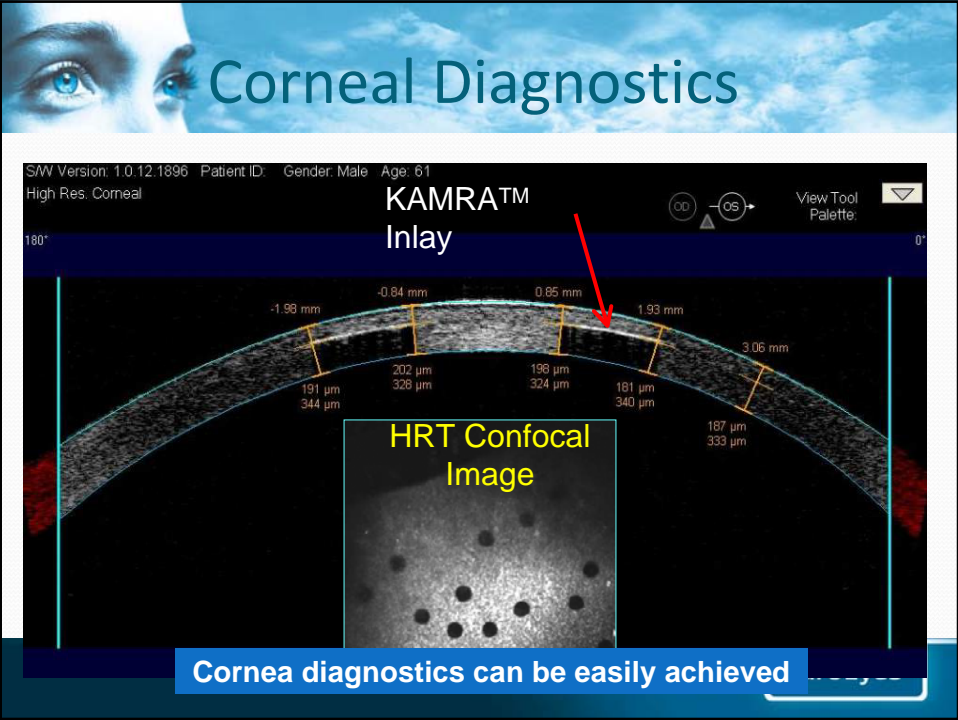 Corneal Diagnostics
S/W Version: 1.0.12.1896 Patient ID: Gender: Male Age: 61
High Res. Corneal
KAMRA™
Inlay
OD
OS
View Tool
Palette:
180°
0°
-1.98 mm
-0.84 mm
0.85 mm
1.93 mm
3.06 mm
191 µm
344 µm
202 µm
328 µm
198 µm
324 µm
181 µm
340 µm
187 µm
333 µm
HRT Confocal
Image
Cornea diagnostics can be easily achieved